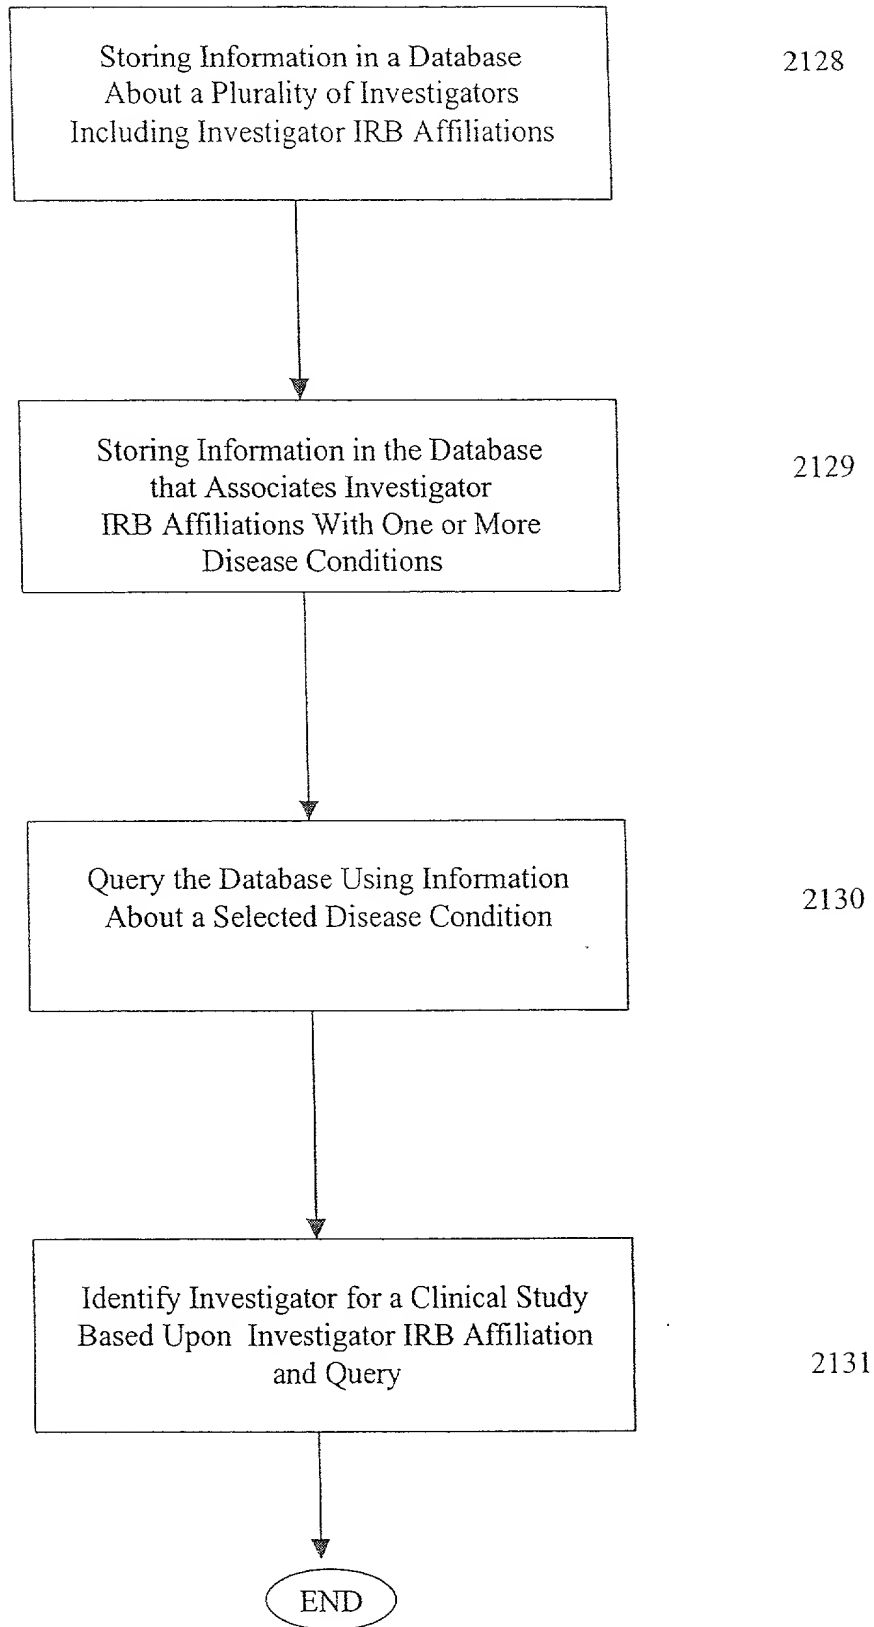 Storing Information in a Database
About a Plurality of Investigators
Including Investigator IRB Affiliations
2128
Storing Information in the Database
that Associates Investigator
IRB Affiliations With One or More
Disease Conditions
2129
Query the Database Using Information
About a Selected Disease Condition
2130
Identify Investigator for a Clinical Study
Based Upon Investigator IRB Affiliation
and Query
2131
END